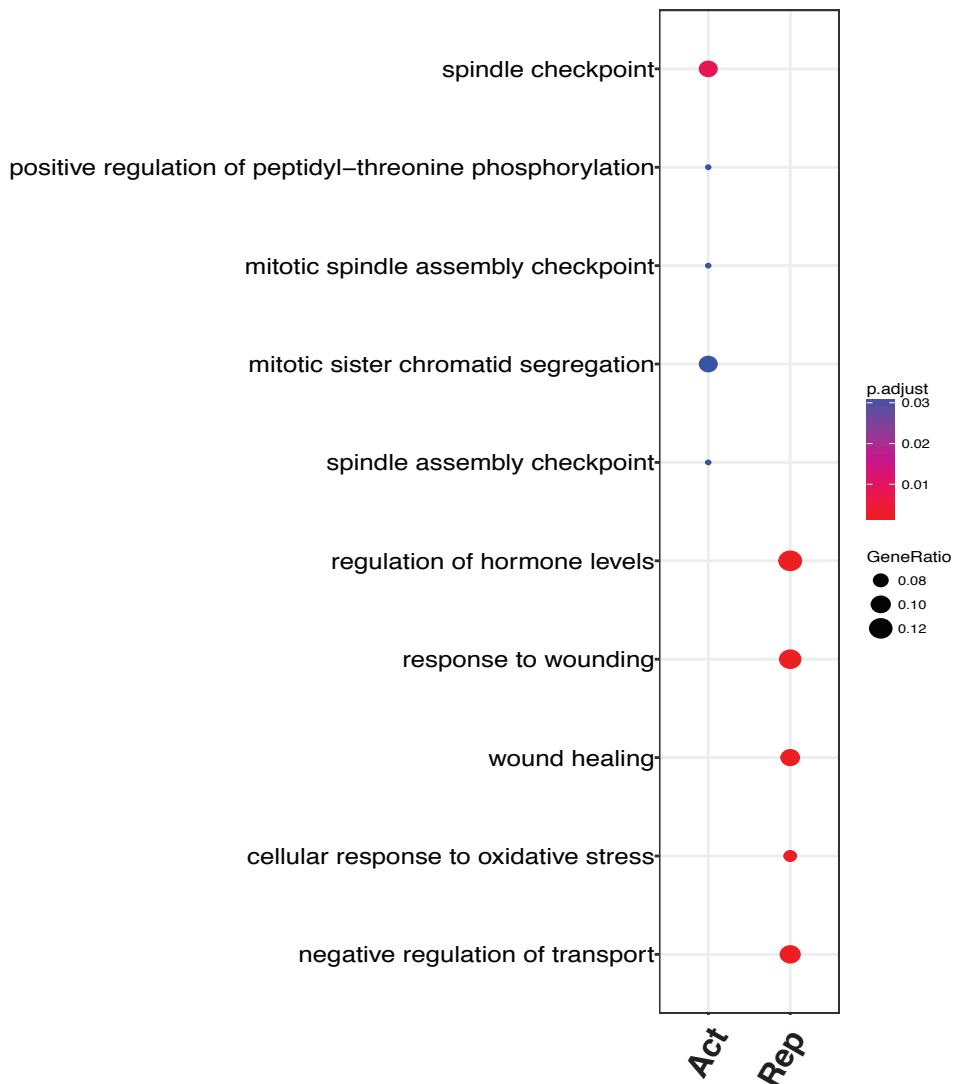 spindle checkpoint
positive regulation of peptidyl−threonine phosphorylation
mitotic spindle assembly checkpoint
mitotic sister chromatid segregation
spindle assembly checkpoint
regulation of hormone levels
response to wounding
wound healing
cellular response to oxidative stress
negative regulation of transport
Act
Rep
p.adjust
0.03
0.02
0.01
GeneRatio
0.08
0.10
0.12